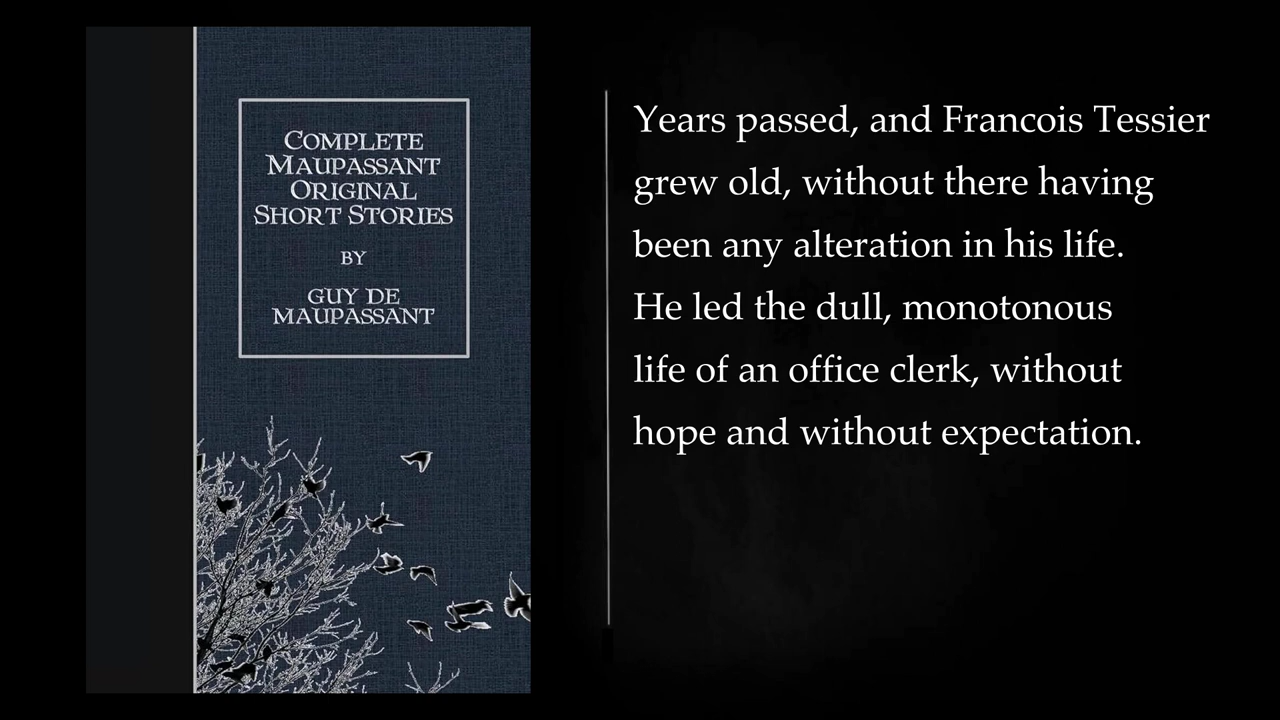 COMPLETE
MAUPASSANT
ORIGINAL
SHORT STORIES
BY
GUY DE
MAUPASSANT
Years passed, and Francois Tessier
grew old, without there having
been any alteration in his life.
He led the dull, monotonous
life of an office clerk, without
hope and without expectation.